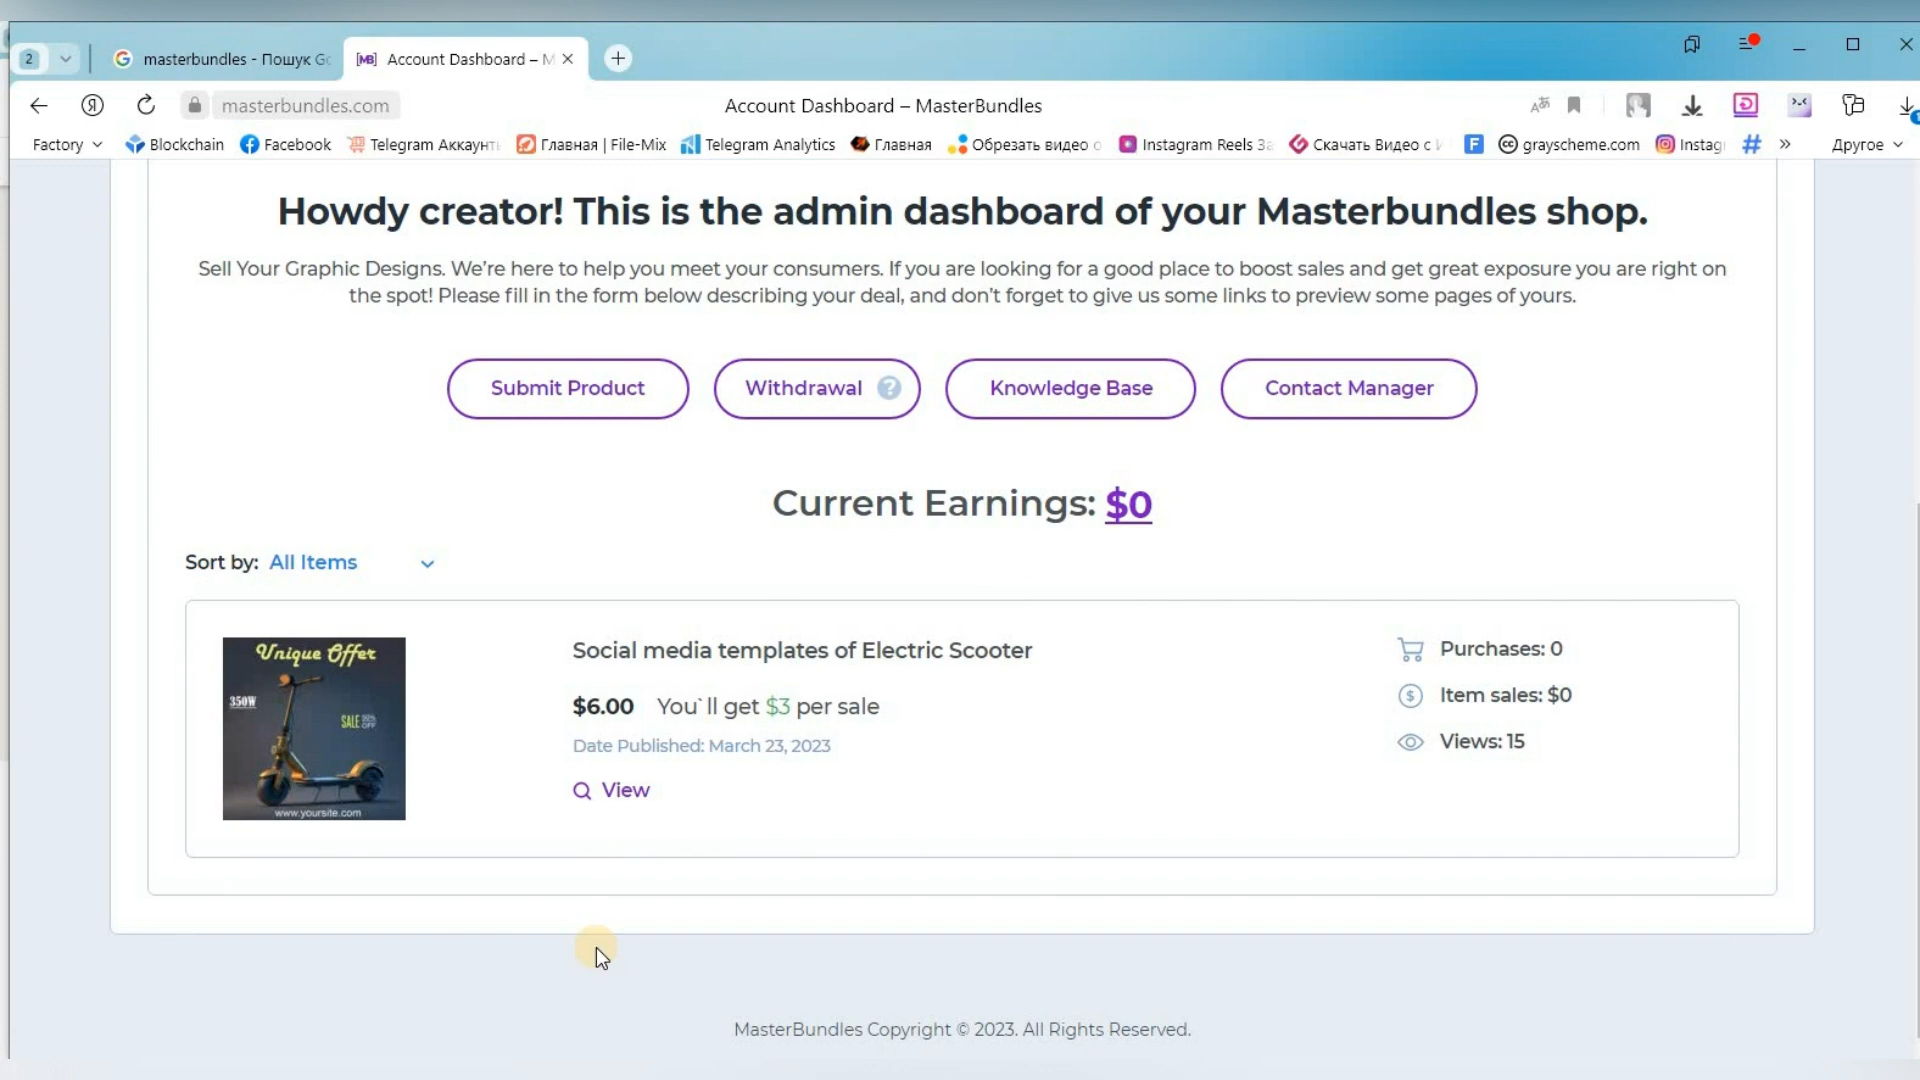 2
masterbundles - Пошук Go
Account Dashboard – M
masterbundles.com
Account Dashboard – MasterBundles
Factory
Blockchain
Facebook
Telegram Аккаунт
Главная | File-Mix
Telegram Analytics
Главная
Обрезать видео о
Instagram Reels За
Скачать Видео с И
F
grayscheme.com
Instag
#
»
Другое
Howdy creator! This is the admin dashboard of your Masterbundles shop.
Sell Your Graphic Designs. We’re here to help you meet your consumers. If you are looking for a good place to boost sales and get great exposure you are right on
the spot! Please fill in the form below describing your deal, and don’t forget to give us some links to preview some pages of yours.
Submit Product
Withdrawal ?
Knowledge Base
Contact Manager
Current Earnings: $0
Sort by: All Items
Unique Offer
350W
SALE
OFF
www.yoursite.com
Social media templates of Electric Scooter
$6.00 You`ll get $3 per sale
Date Published: March 23, 2023
View
Purchases: 0
Item sales: $0
Views: 15
MasterBundles Copyright © 2023. All Rights Reserved.